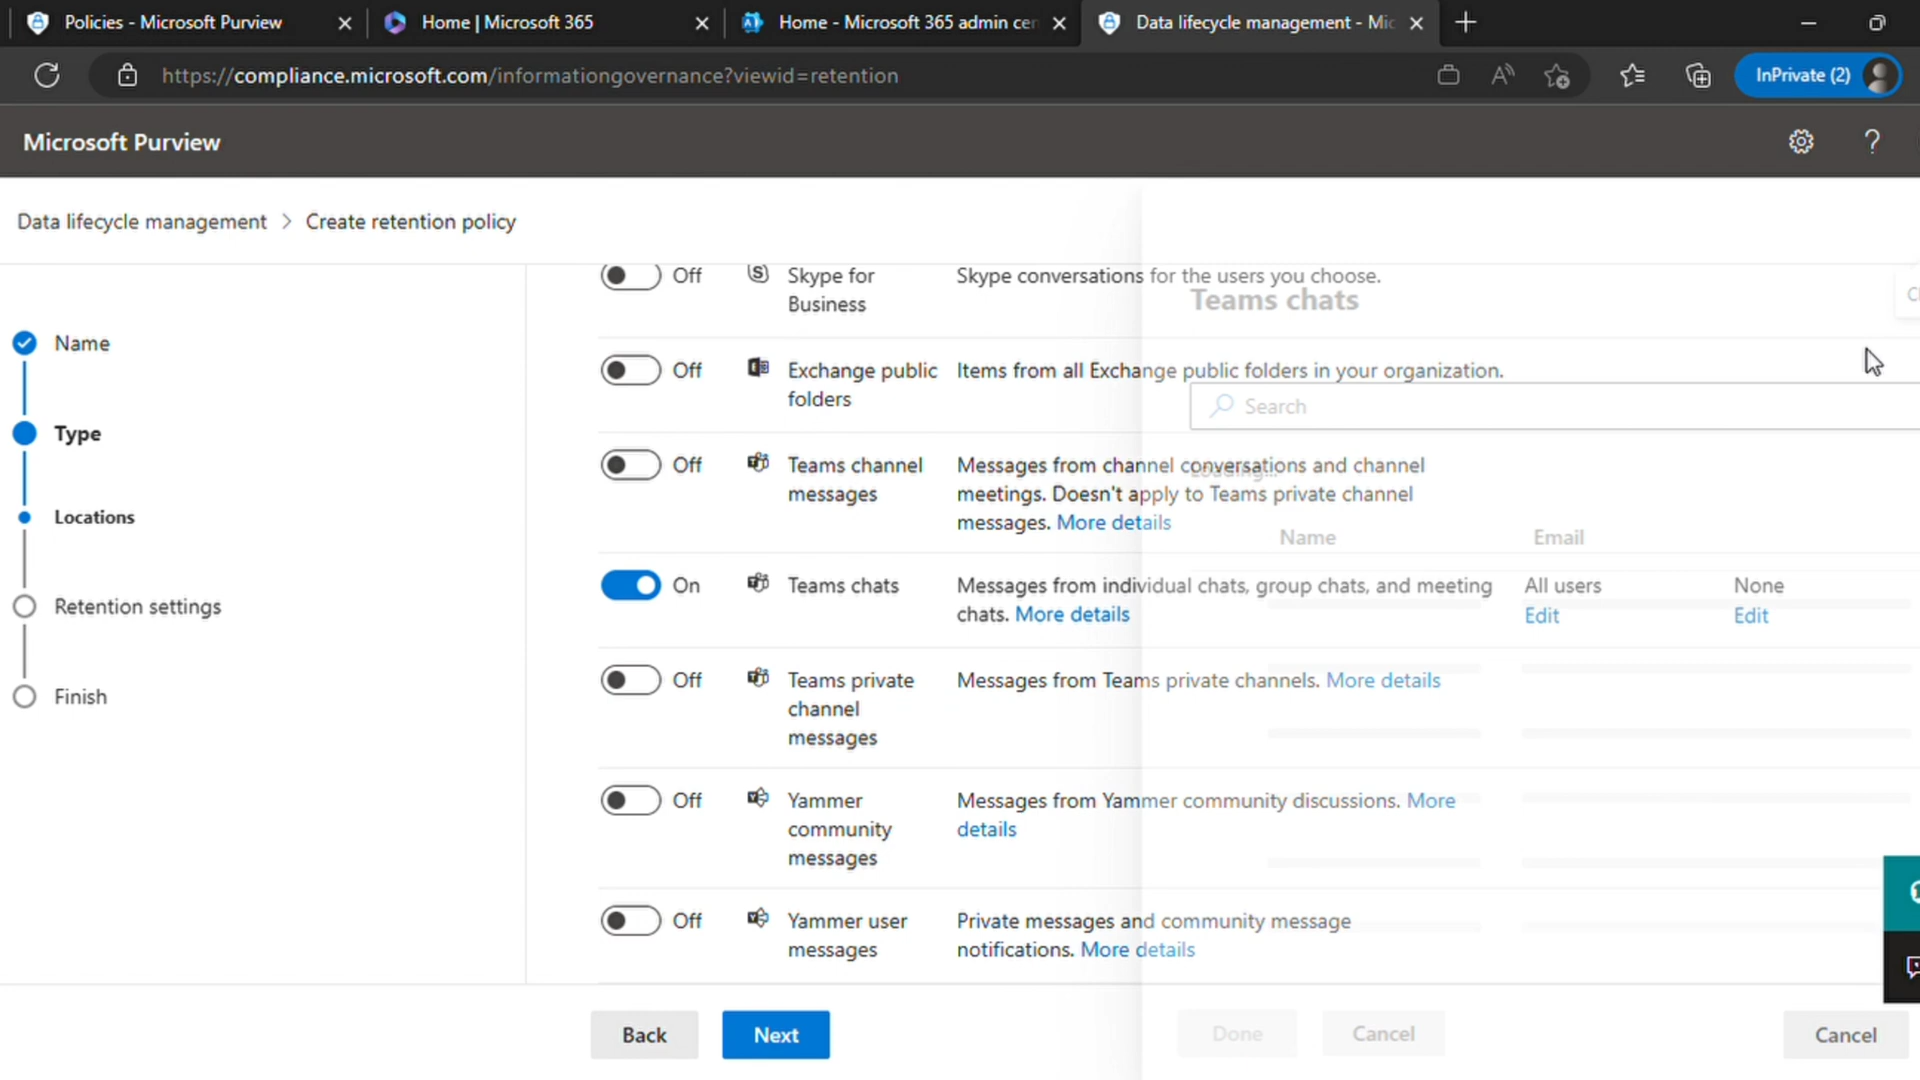 Policies - Microsoft Purview
Home | Microsoft 365
Home - Microsoft 365 admin cen
Data lifecycle management - Mic
https://compliance.microsoft.com/informationgovernance?viewid=retention
InPrivate (2)
Microsoft Purview
?
Data lifecycle management > Create retention policy
Name
Type
Locations
Retention settings
Finish
Off
Skype for
Business
Skype conversations for the users you choose.
Off
Exchange public
folders
Items from all Exchange public folders in your organization.
Off
Teams channel
messages
Messages from channel conversations and channel
meetings. Doesn't apply to Teams private channel
messages. More details
On
Teams chats
Messages from individual chats, group chats, and meeting
chats. More details
All users
Edit
None
Edit
Off
Teams private
channel
messages
Messages from Teams private channels. More details
Off
Yammer
community
messages
Messages from Yammer community discussions. More
details
Off
Yammer user
messages
Private messages and community message
notifications. More details
Teams chats
Search
Loading...
Name
Email
Back
Next
Done
Cancel
Cancel